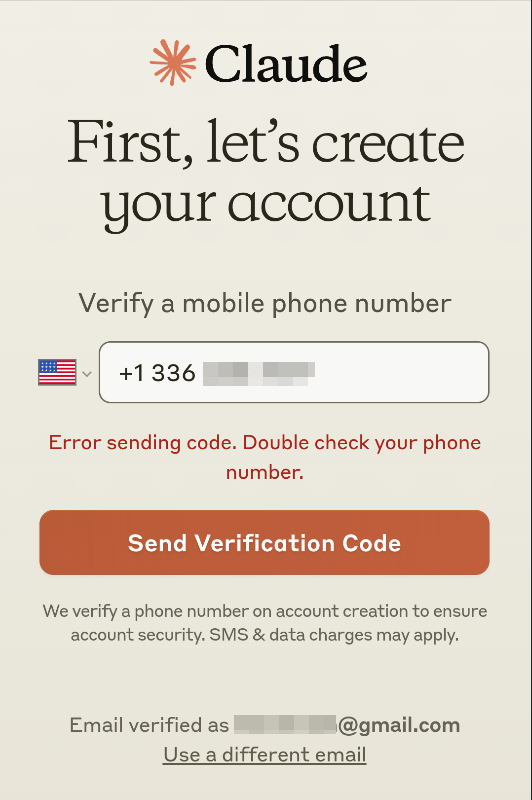 Claude
First, let's create
your account
Verify a mobile phone number
+1 336
Error sending code. Double check your phone
number.
Send Verification Code
We verify a phone number on account creation to ensure
account security. SMS & data charges may apply.
Email verified as @gmail.com
Use a different email